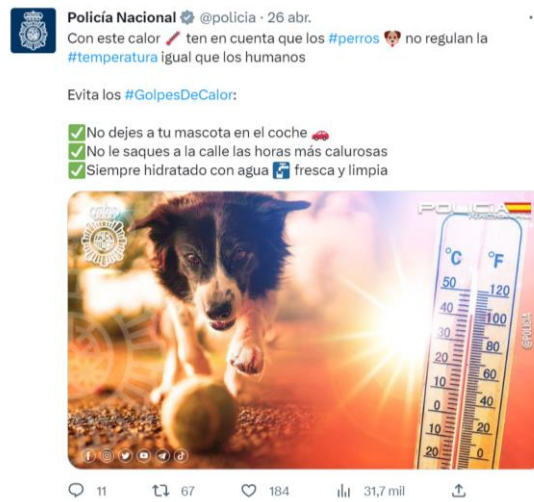 Policía Nacional @policia · 26 abr.
Con este calor 🌡️ ten en cuenta que los #perros 🐶 no regulan la
#temperatura igual que los humanos
Evita los #GolpesDeCalor:
✅No dejes a tu mascota en el coche 🚗
✅No le saques a la calle las horas más calurosas
✅Siempre hidratado con agua 🚰 fresca y limpia
POLICIA
NACIONAL
°C °F
50 120
40 100
30 80
20 60
10 40
0 20
10 0
20
@POLICIA
11 67 184 31,7 mil